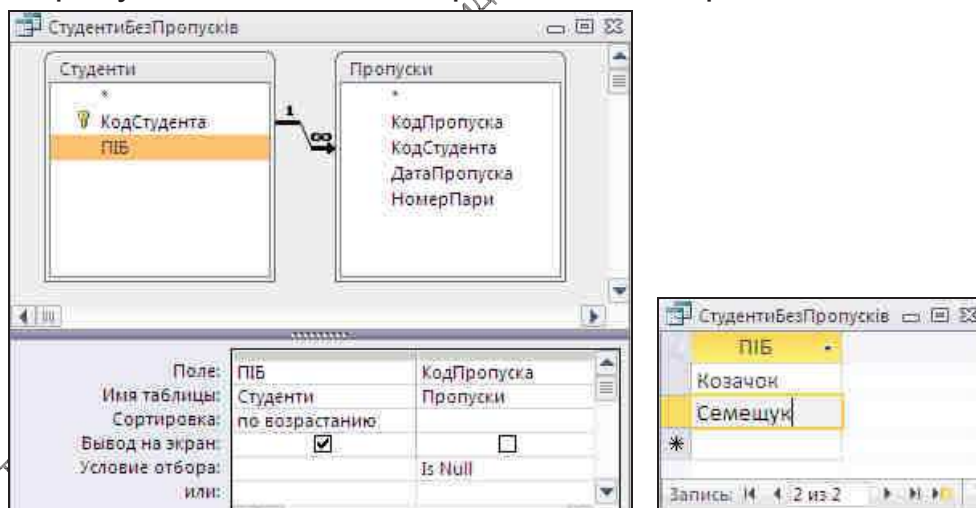 СтудентиБезПропусків
Студенти
Пропуски
*
КодСтудента
ПІБ
1
∞
*
КодПропуска
КодСтудента
ДатаПропуска
НомерПари
Поле: ПІБ КодПропуска
Имя таблицы: Студенти Пропуски
Сортировка: по возрастанию
Вывод на экран:
Условие отбора: Is Null
или:
СтудентиБезПропусків
ПІБ
Козачок
Семещук
*
Запись: 2 из 2